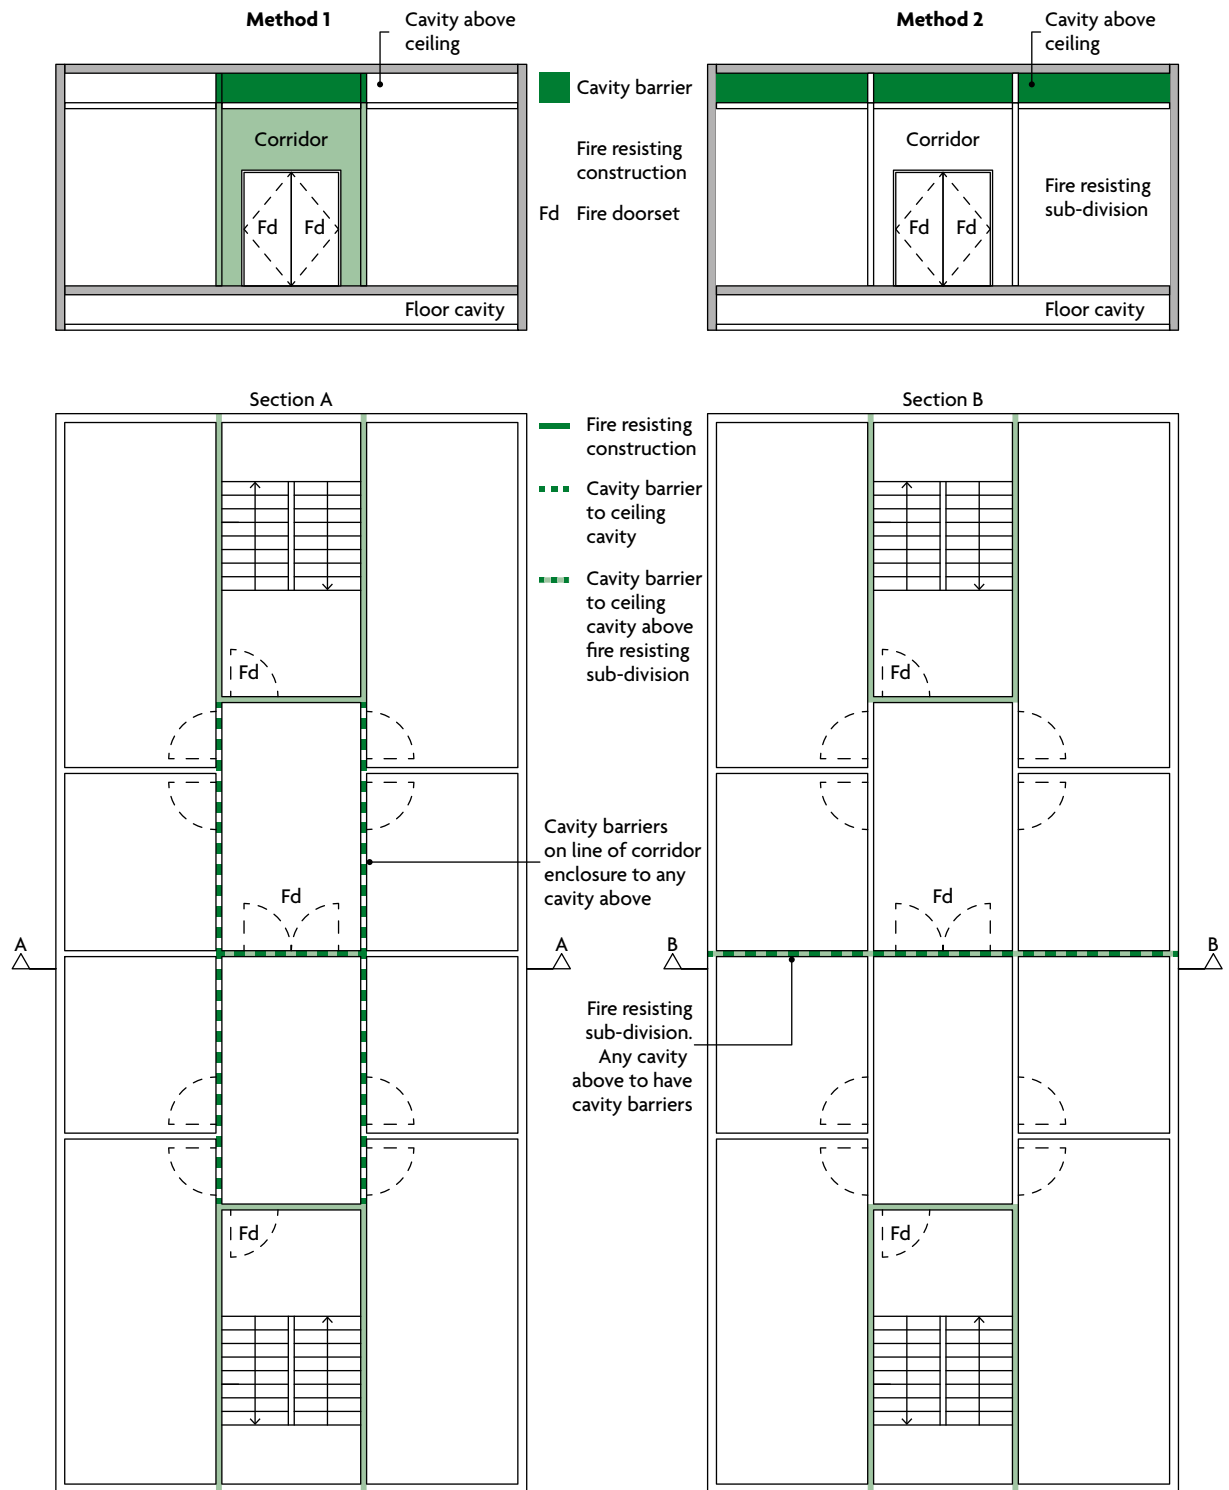 Method 1
Cavity above
ceiling
Corridor
Fd
Fd
Floor cavity
Cavity barrier
Fire resisting
construction
Fd Fire doorset
Method 2
Cavity above
ceiling
Corridor
Fd
Fd
Fire resisting
sub-division
Floor cavity
Section A
Fd
Fd
Fd
A
A
Fire resisting
construction
Cavity barrier
to ceiling
cavity
Cavity barrier
to ceiling
cavity above
fire resisting
sub-division
Cavity barriers
on line of corridor
enclosure to any
cavity above
Fire resisting
sub-division.
Any cavity
above to have
cavity barriers
Section B
Fd
Fd
B
B
Fd